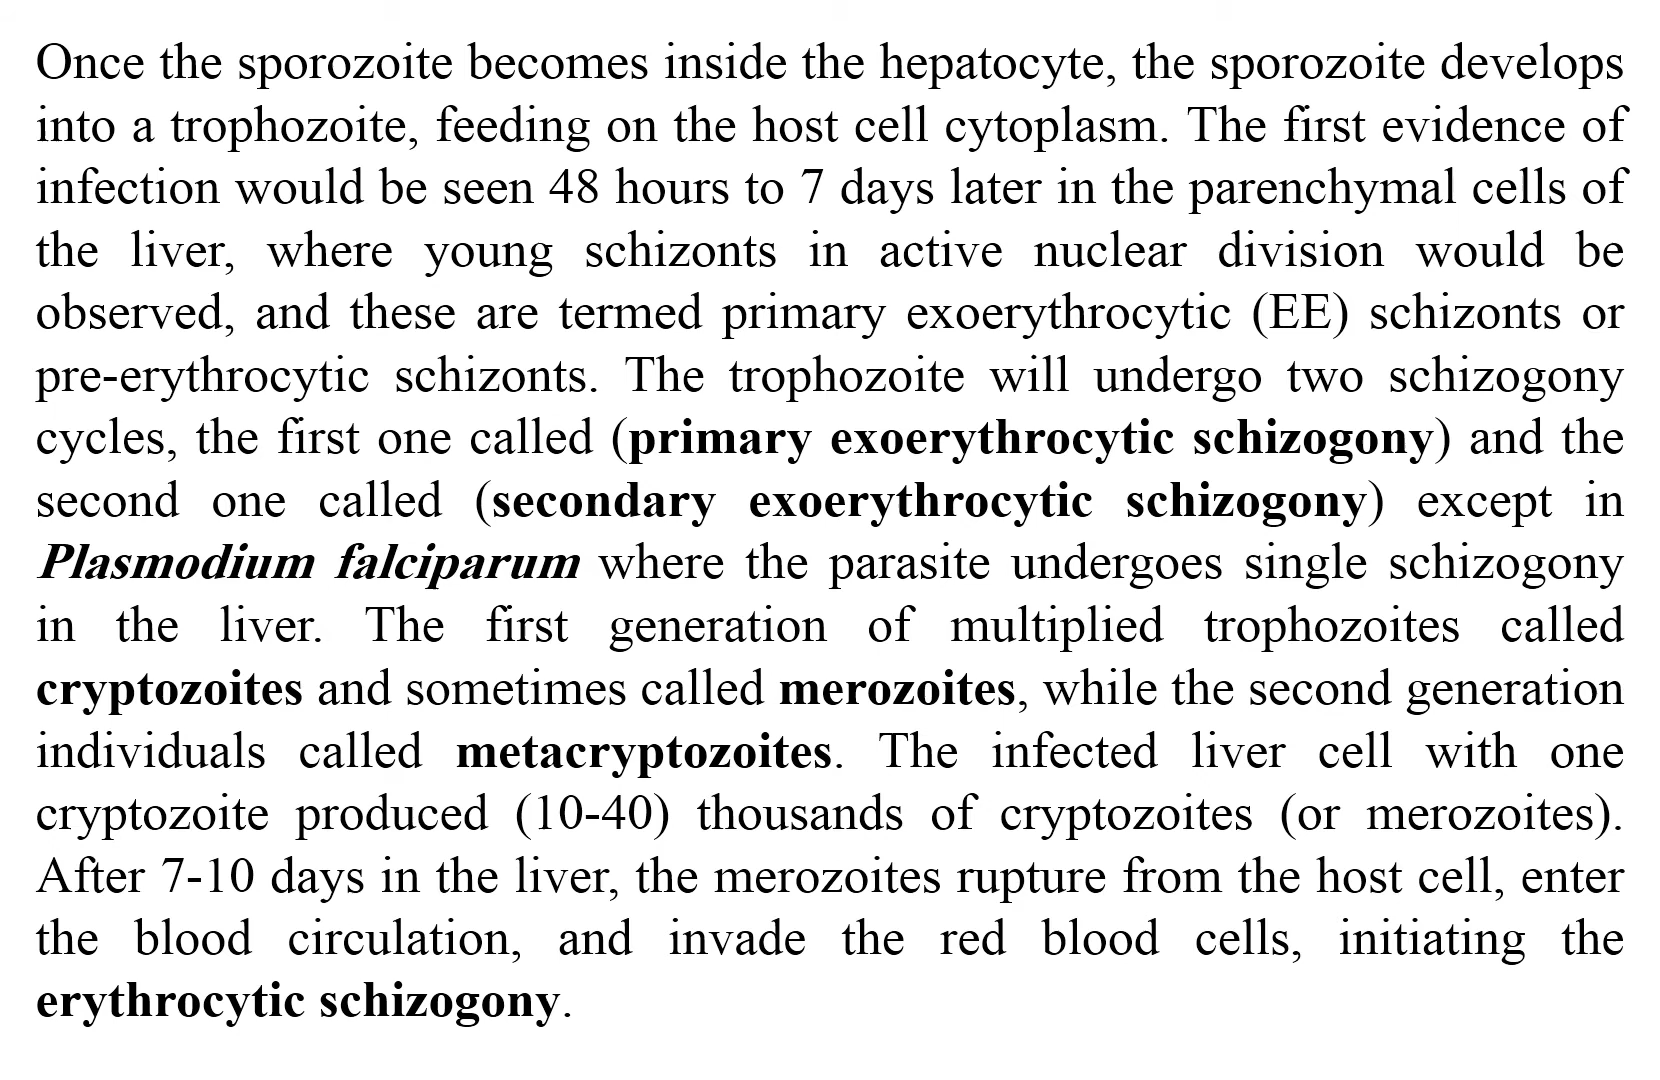 Once the sporozoite becomes inside the hepatocyte, the sporozoite develops
into a trophozoite, feeding on the host cell cytoplasm. The first evidence of
infection would be seen 48 hours to 7 days later in the parenchymal cells of
the liver, where young schizonts in active nuclear division would be
observed, and these are termed primary exoerythrocytic (EE) schizonts or
pre-erythrocytic schizonts. The trophozoite will undergo two schizogony
cycles, the first one called (primary exoerythrocytic schizogony) and the
second one called (secondary exoerythrocytic schizogony) except in
Plasmodium falciparum where the parasite undergoes single schizogony
in the liver. The first generation of multiplied trophozoites called
cryptozoites and sometimes called merozoites, while the second generation
individuals called metacryptozoites. The infected liver cell with one
cryptozoite produced (10-40) thousands of cryptozoites (or merozoites).
After 7-10 days in the liver, the merozoites rupture from the host cell, enter
the blood circulation, and invade the red blood cells, initiating the
erythrocytic schizogony.